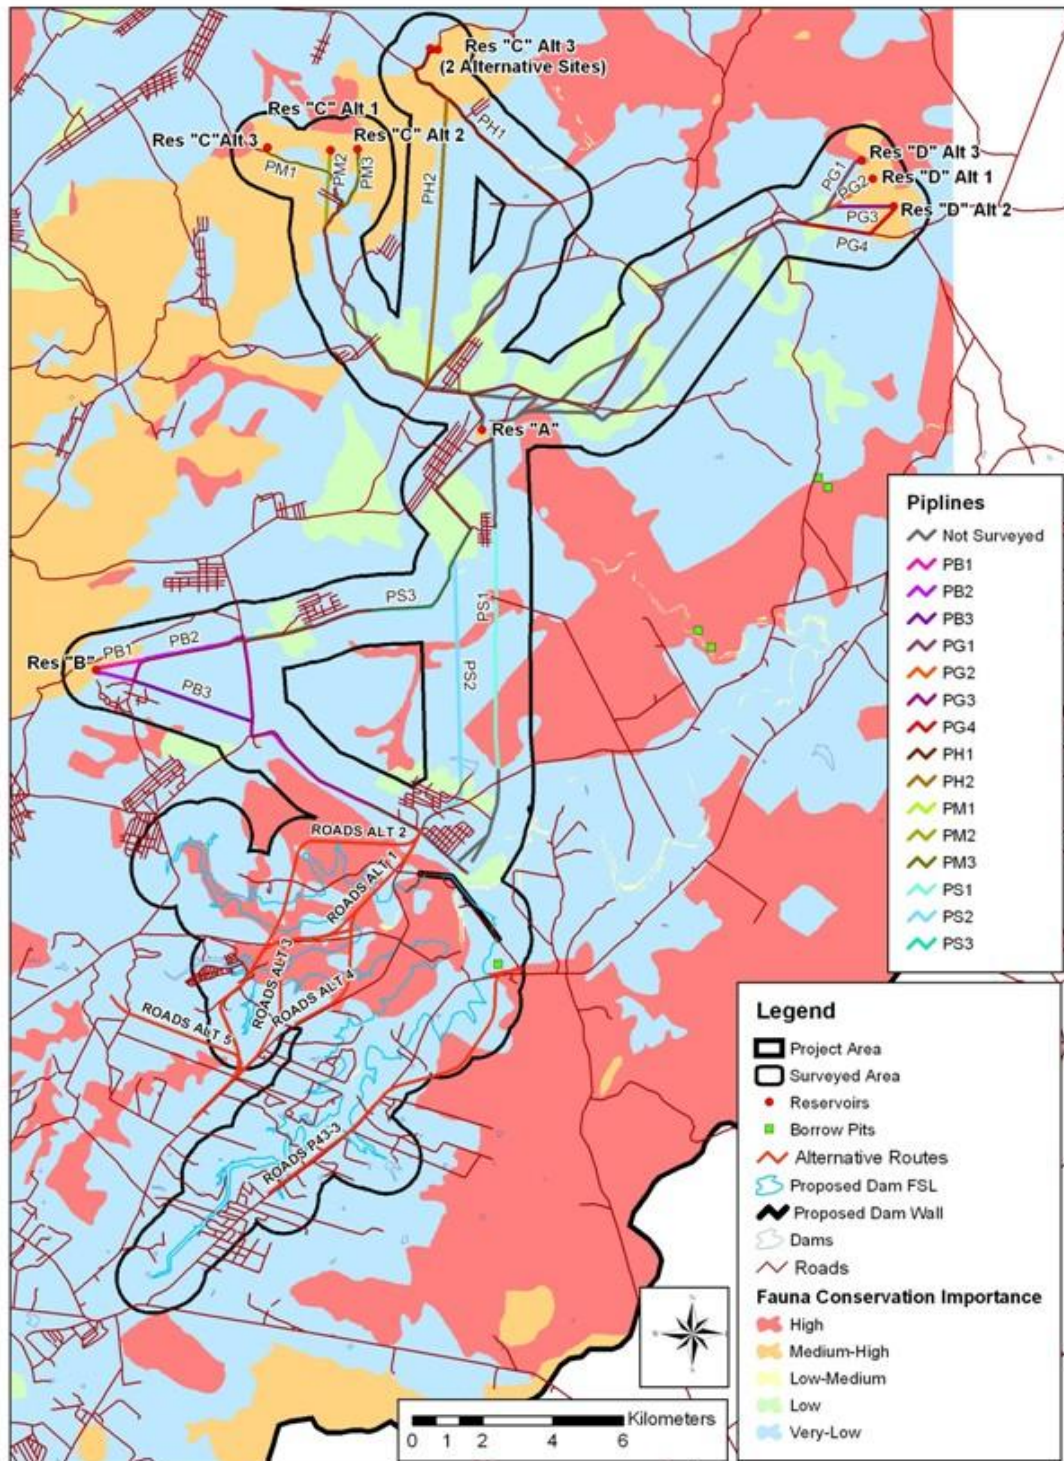 Res "C" Alt 3
(2 Alternative Sites)
Res "C" Alt 1
Res "C"Alt 3
Res "C" Alt 2
PH1
PM1
PM2
PM3
PH2
Res "D" Alt 3
PG1
PG2
Res "D" Alt 1
PG3
Res "D" Alt 2
PG4
Res "A"
PS3
PS1
PB2
PB1
Res "B"
PB3
PS2
ROADS ALT 2
ROADS ALT 1
ROADS ALT 3
ROADS ALT 4
ROADS ALT 5
ROADS P43-3
Piplines
Not Surveyed
PB1
PB2
PB3
PG1
PG2
PG3
PG4
PH1
PH2
PM1
PM2
PM3
PS1
PS2
PS3
Legend
Project Area
Surveyed Area
Reservoirs
Borrow Pits
Alternative Routes
Proposed Dam FSL
Proposed Dam Wall
Dams
Roads
Fauna Conservation Importance
High
Medium-High
Low-Medium
Low
Very-Low
Kilometers
0 1 2 4 6